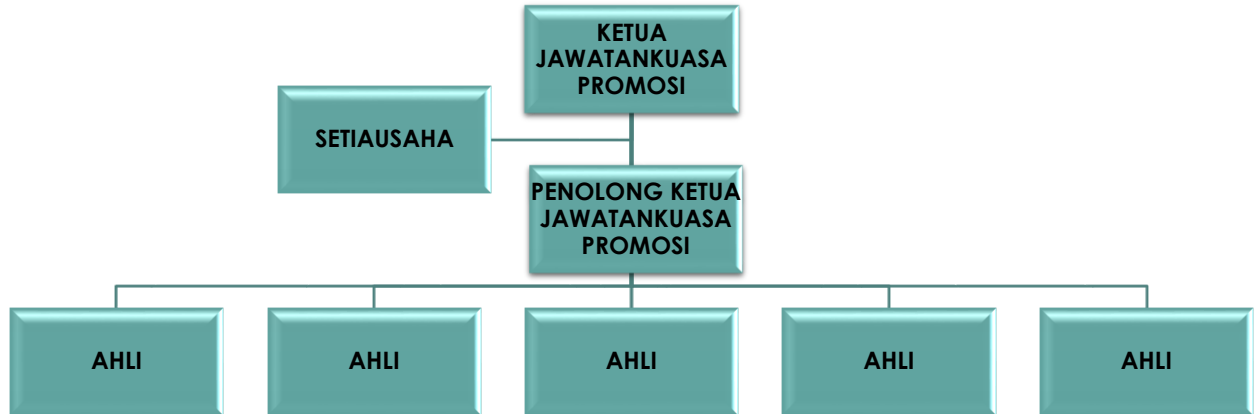 KETUA
JAWATANKUASA
PROMOSI
SETIAUSAHA
PENOLONG KETUA
JAWATANKUASA
PROMOSI
AHLI
AHLI
AHLI
AHLI
AHLI